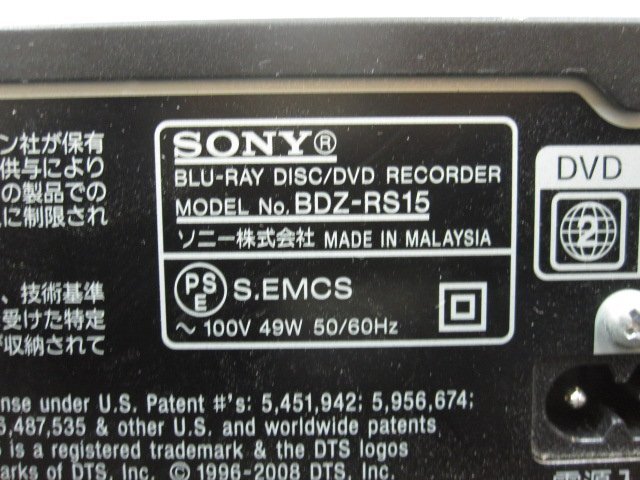 ン社が保有
供与により
の製品での
に制限され
SONY®
BLU-RAY DISC/DVD RECORDER
MODEL No. BDZ-RS15
ソニー株式会社 MADE IN MALAYSIA
PSE S.EMCS
～ 100V 49W 50/60Hz
DVD
2
、技術基準
受けた特定
が収納されて
under U.S. Patent #'s: 5,451,942; 5,956,674;
6,487,535 & other U.S. and worldwide patents
is a registered trademark & the DTS logos
of DTS, Inc. © 1996-2008 DTS, Inc.